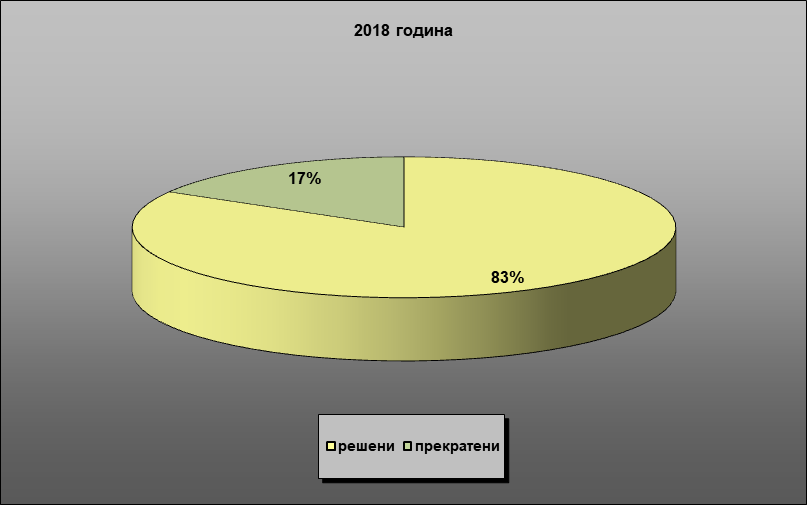 2018 година
17%
83%
решени прекратени